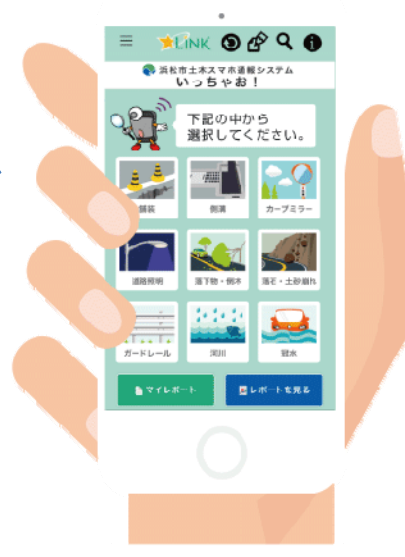 LINK
浜松市土木スマホ通報システム
いっちゃお！
下記の中から
選択してください。
舗装
側溝
カーブミラー
道路照明
落下物・倒木
落石・土砂崩れ
ガードレール
河川
冠水
マイレポート
レポートを見る